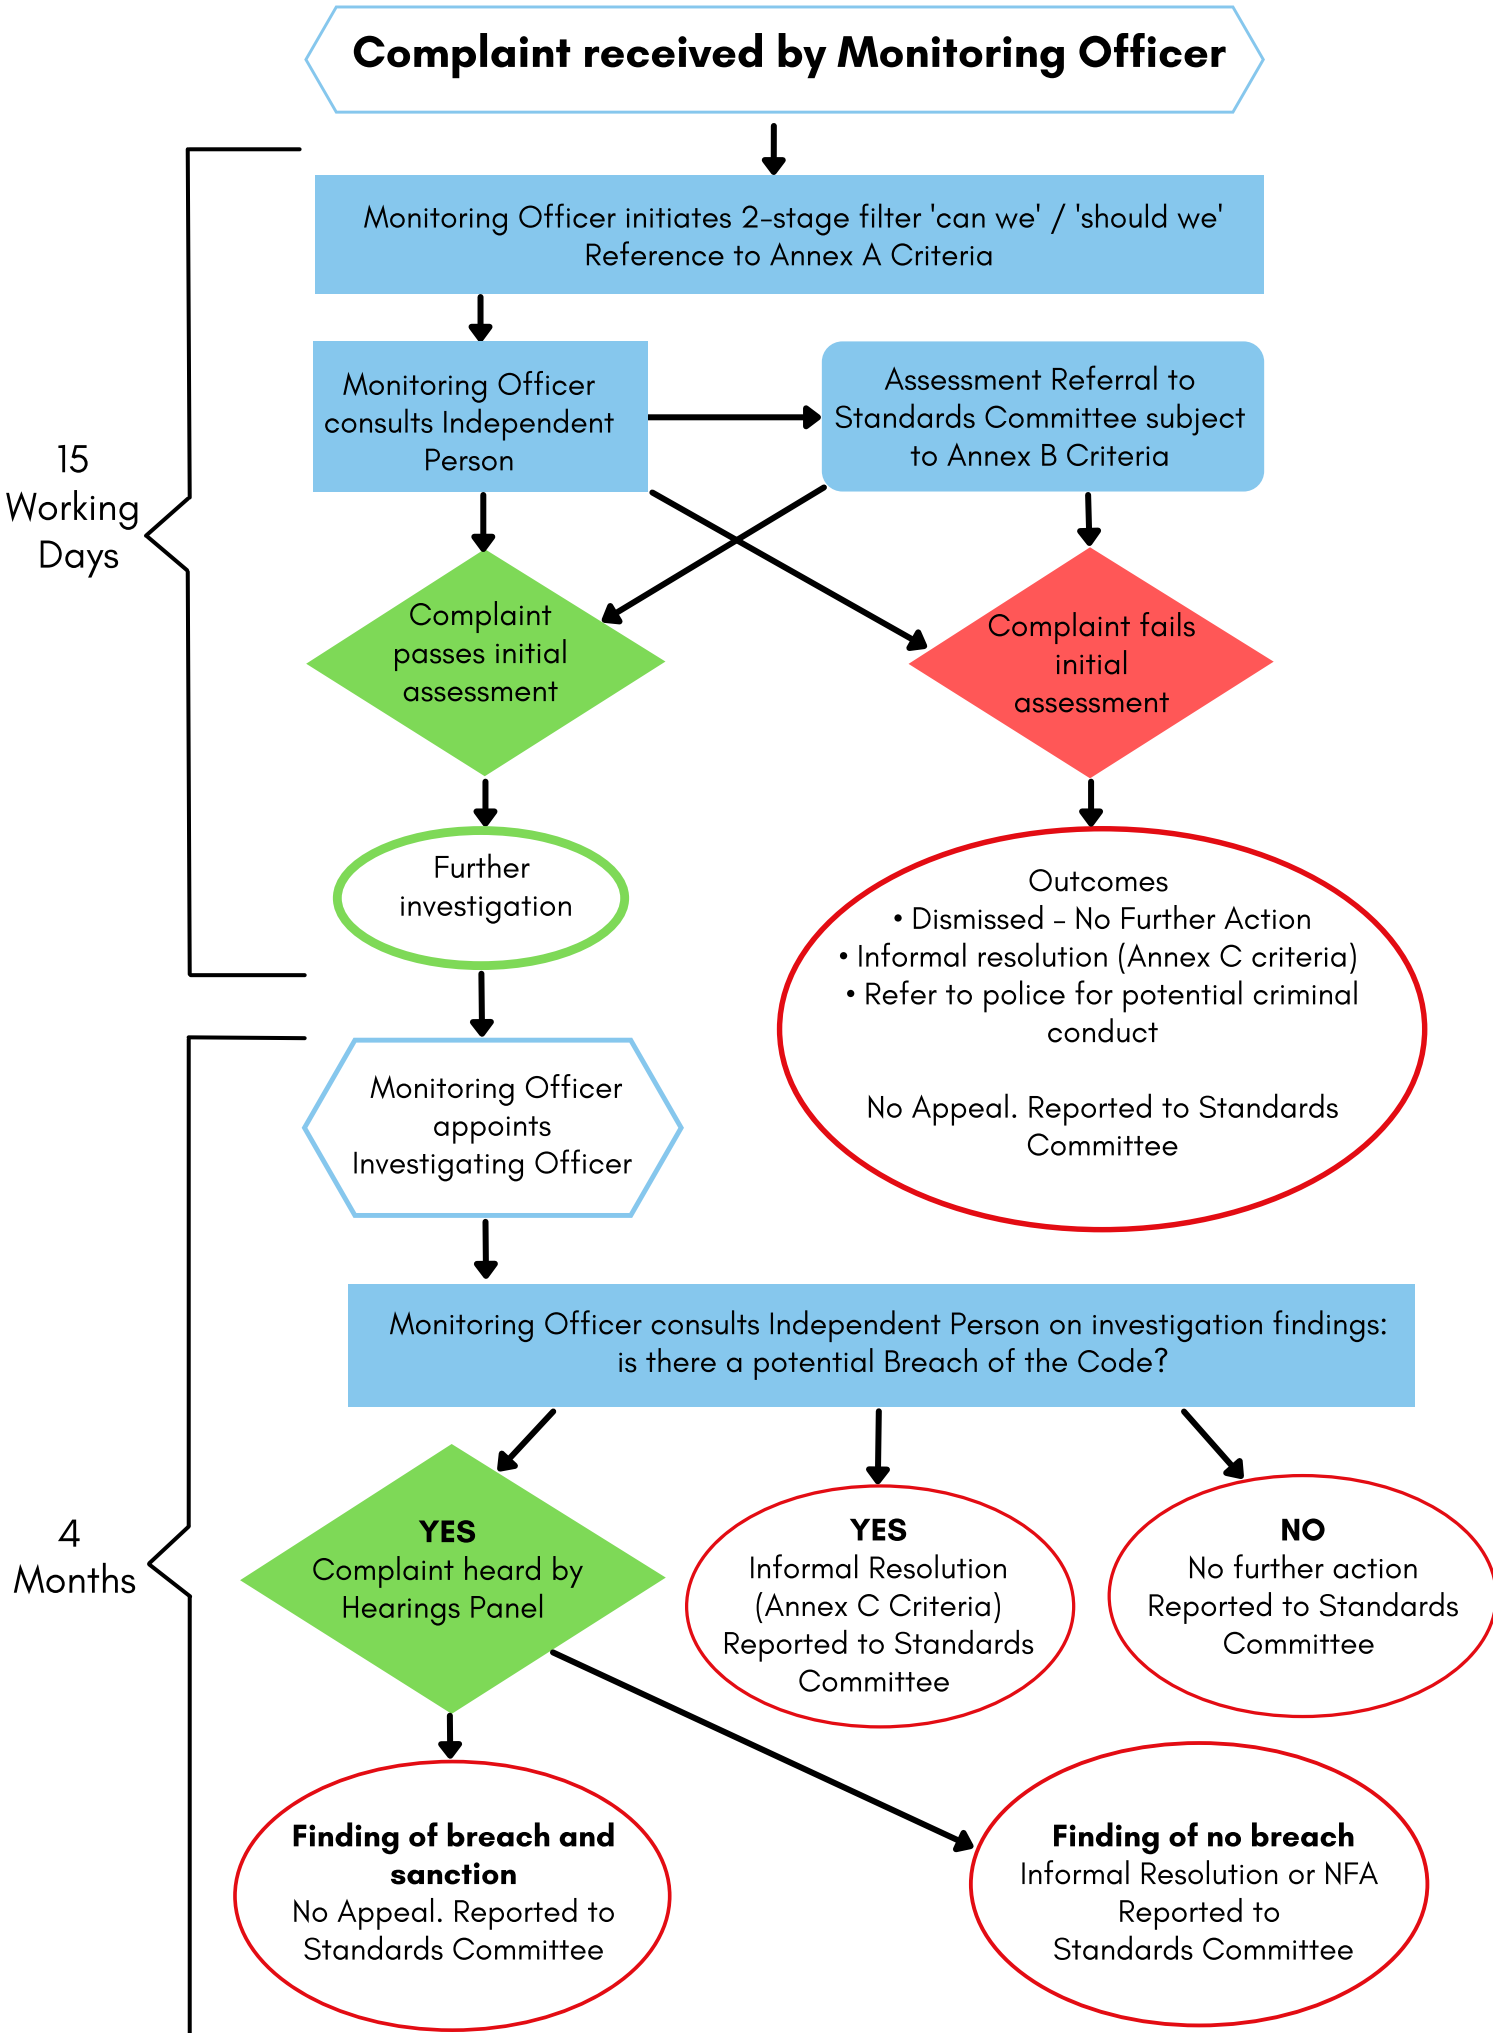 Complaint received by Monitoring Officer
Monitoring Officer initiates 2-stage filter 'can we' / 'should we'
Reference to Annex A Criteria
Monitoring Officer
consults Independent
Person
Assessment Referral to
Standards Committee subject
to Annex B Criteria
15
Working
Days
Complaint
passes initial
assessment
Complaint fails
initial
assessment
Further
investigation
Outcomes
• Dismissed - No Further Action
• Informal resolution (Annex C criteria)
• Refer to police for potential criminal
conduct
No Appeal. Reported to Standards
Committee
Monitoring Officer
appoints
Investigating Officer
Monitoring Officer consults Independent Person on investigation findings:
is there a potential Breach of the Code?
4
Months
YES
Complaint heard by
Hearings Panel
YES
Informal Resolution
(Annex C Criteria)
Reported to Standards
Committee
NO
No further action
Reported to Standards
Committee
Finding of breach and
sanction
No Appeal. Reported to
Standards Committee
Finding of no breach
Informal Resolution or NFA
Reported to
Standards Committee